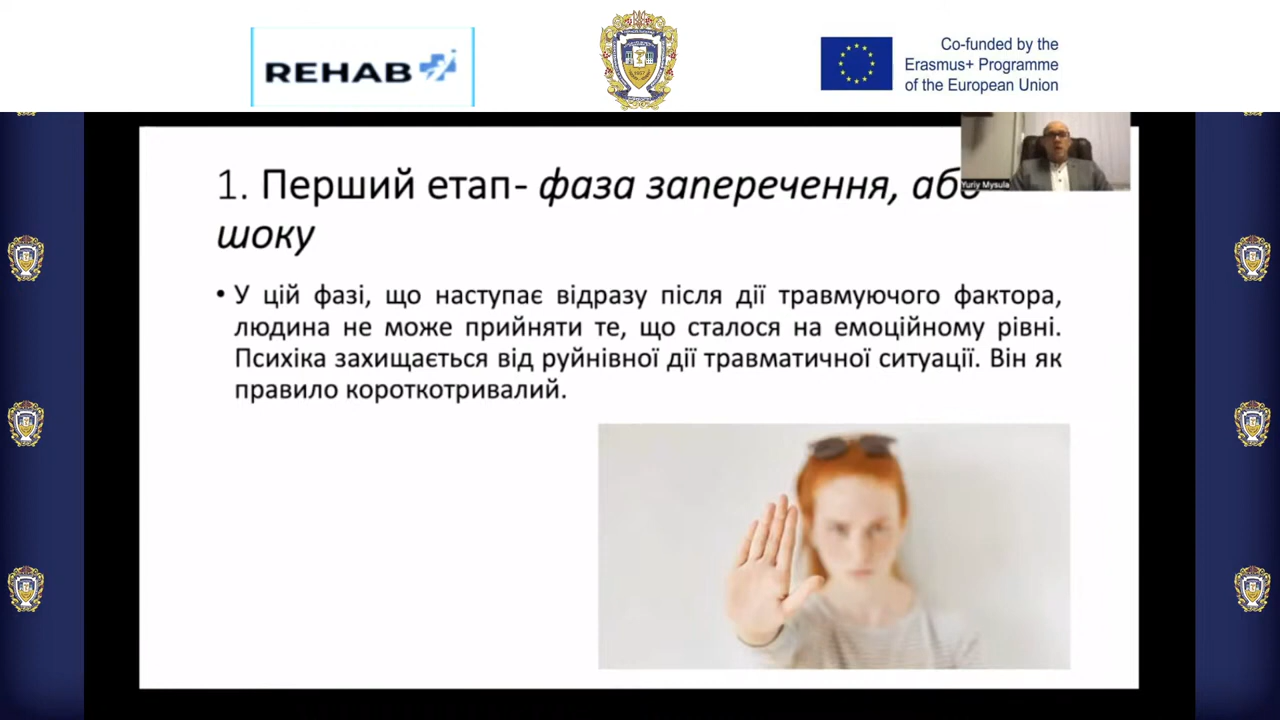 REHAB
Co-funded by the
Erasmus+ Programme
of the European Union
Yuriy Mysula
1. Перший етап- фаза заперечення, або
шоку
• У цій фазі, що наступає відразу після дії травмуючого фактора,
людина не може прийняти те, що сталося на емоційному рівні.
Психіка захищається від руйнівної дії травматичної ситуації. Він як
правило короткотривалий.